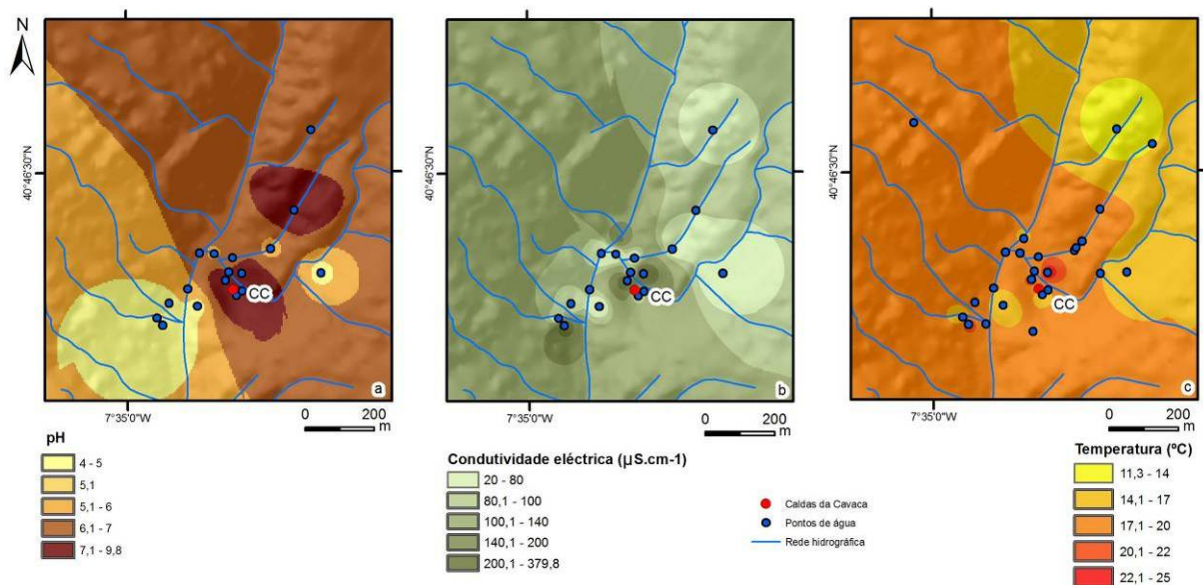 N
40°46'30"N
7°35'0"W
0 200
m
CC
a
40°46'30"N
7°35'0"W
0 200
m
CC
b
40°46'30"N
7°35'0"W
0 200
m
CC
c
pH
4 - 5
5,1
5,1 - 6
6,1 - 7
7,1 - 9,8
Condutividade eléctrica (µS.cm-1)
20 - 80
80,1 - 100
100,1 - 140
140,1 - 200
200,1 - 379,8
Caldas da Cavaca
Pontos de água
Rede hidrográfica
Temperatura (ºC)
11,3 - 14
14,1 - 17
17,1 - 20
20,1 - 22
22,1 - 25